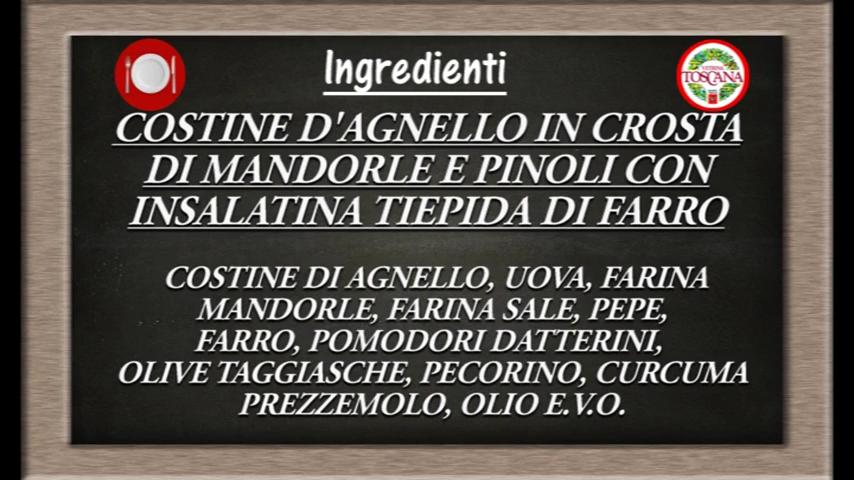 Ingredienti
VETRINA
TOSCANA
COSTINE D'AGNELLO IN CROSTA
DI MANDORLE E PINOLI CON
INSALATINA TIEPIDA DI FARRO
COSTINE DI AGNELLO, UOVA, FARINA
MANDORLE, FARINA SALE, PEPE,
FARRO, POMODORI DATTERINI,
OLIVE TAGGIASCHE, PECORINO, CURCUMA
PREZZEMOLO, OLIO E.V.O.